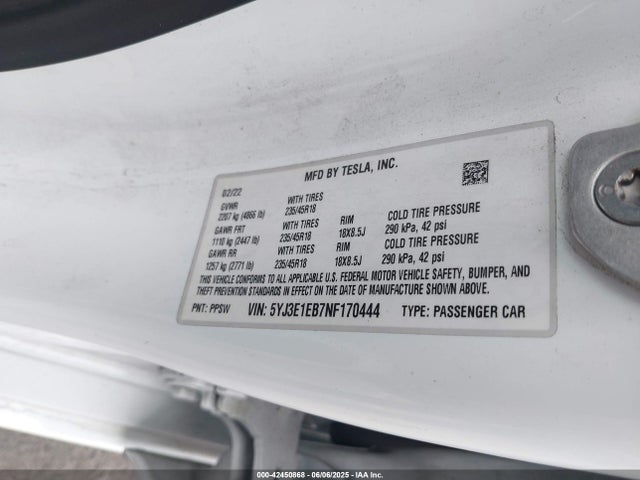 MFD BY TESLA, INC.
02/22
GVWR WITH TIRES
2207 kg (4866 lb) 235/45R18 RIM COLD TIRE PRESSURE
GAWR FRT 18X8.5J 290 kPa, 42 psi
1110 kg (2447 lb) WITH TIRES
GAWR RR 235/45R18 RIM COLD TIRE PRESSURE
1257 kg (2771 lb) WITH TIRES 18X8.5J 290 kPa, 42 psi
235/45R18
THIS VEHICLE CONFORMS TO ALL APPLICABLE U.S. FEDERAL MOTOR VEHICLE SAFETY, BUMPER, AND
THEFT PREVENTION STANDARDS IN EFFECT ON THE DATE OF MANUFACTURE SHOWN ABOVE.
PNT: PPSW VIN: 5YJ3E1EB7NF170444 TYPE: PASSENGER CAR
000-42450868 - 06/06/2025 - IAA Inc.